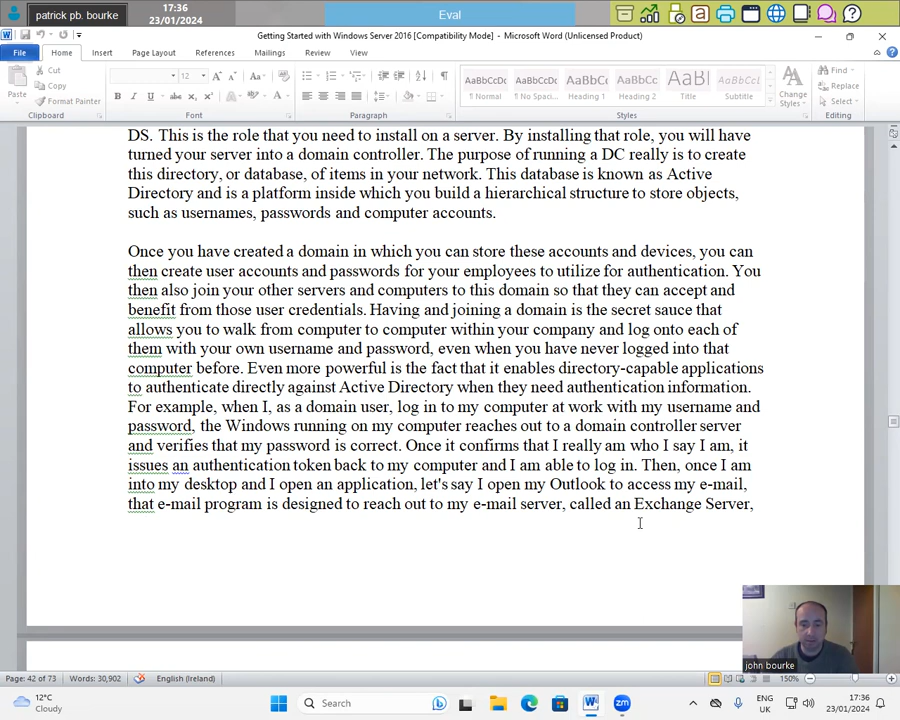 patrick pb. bourke
17:36
23/01/2024
Eval
Getting Started with Windows Server 2016 [Compatibility Mode] - Microsoft Word (Unlicensed Product)
File Home Insert Page Layout References Mailings Review View
Paste
Cut
Copy
Format Painter
Clipboard
12
Font
Paragraph
AaBbCcDc AaBbCcDc AaBbCc AaBbCc AaBl AaBbCcL
¶ Normal ¶ No Spaci... Heading 1 Heading 2 Title Subtitle
Change Styles
Styles
Find
Replace
Select
Editing
DS. This is the role that you need to install on a server. By installing that role, you will have
turned your server into a domain controller. The purpose of running a DC really is to create
this directory, or database, of items in your network. This database is known as Active
Directory and is a platform inside which you build a hierarchical structure to store objects,
such as usernames, passwords and computer accounts.
Once you have created a domain in which you can store these accounts and devices, you can
then create user accounts and passwords for your employees to utilize for authentication. You
then also join your other servers and computers to this domain so that they can accept and
benefit from those user credentials. Having and joining a domain is the secret sauce that
allows you to walk from computer to computer within your company and log onto each of
them with your own username and password, even when you have never logged into that
computer before. Even more powerful is the fact that it enables directory-capable applications
to authenticate directly against Active Directory when they need authentication information.
For example, when I, as a domain user, log in to my computer at work with my username and
password, the Windows running on my computer reaches out to a domain controller server
and verifies that my password is correct. Once it confirms that I really am who I say I am, it
issues an authentication token back to my computer and I am able to log in. Then, once I am
into my desktop and I open an application, let's say I open my Outlook to access my e-mail,
that e-mail program is designed to reach out to my e-mail server, called an Exchange Server,
john bourke
Page: 42 of 73 Words: 30,902 English (Ireland) 150%
12°C
Cloudy
Search
ENG
UK
17:36
23/01/2024